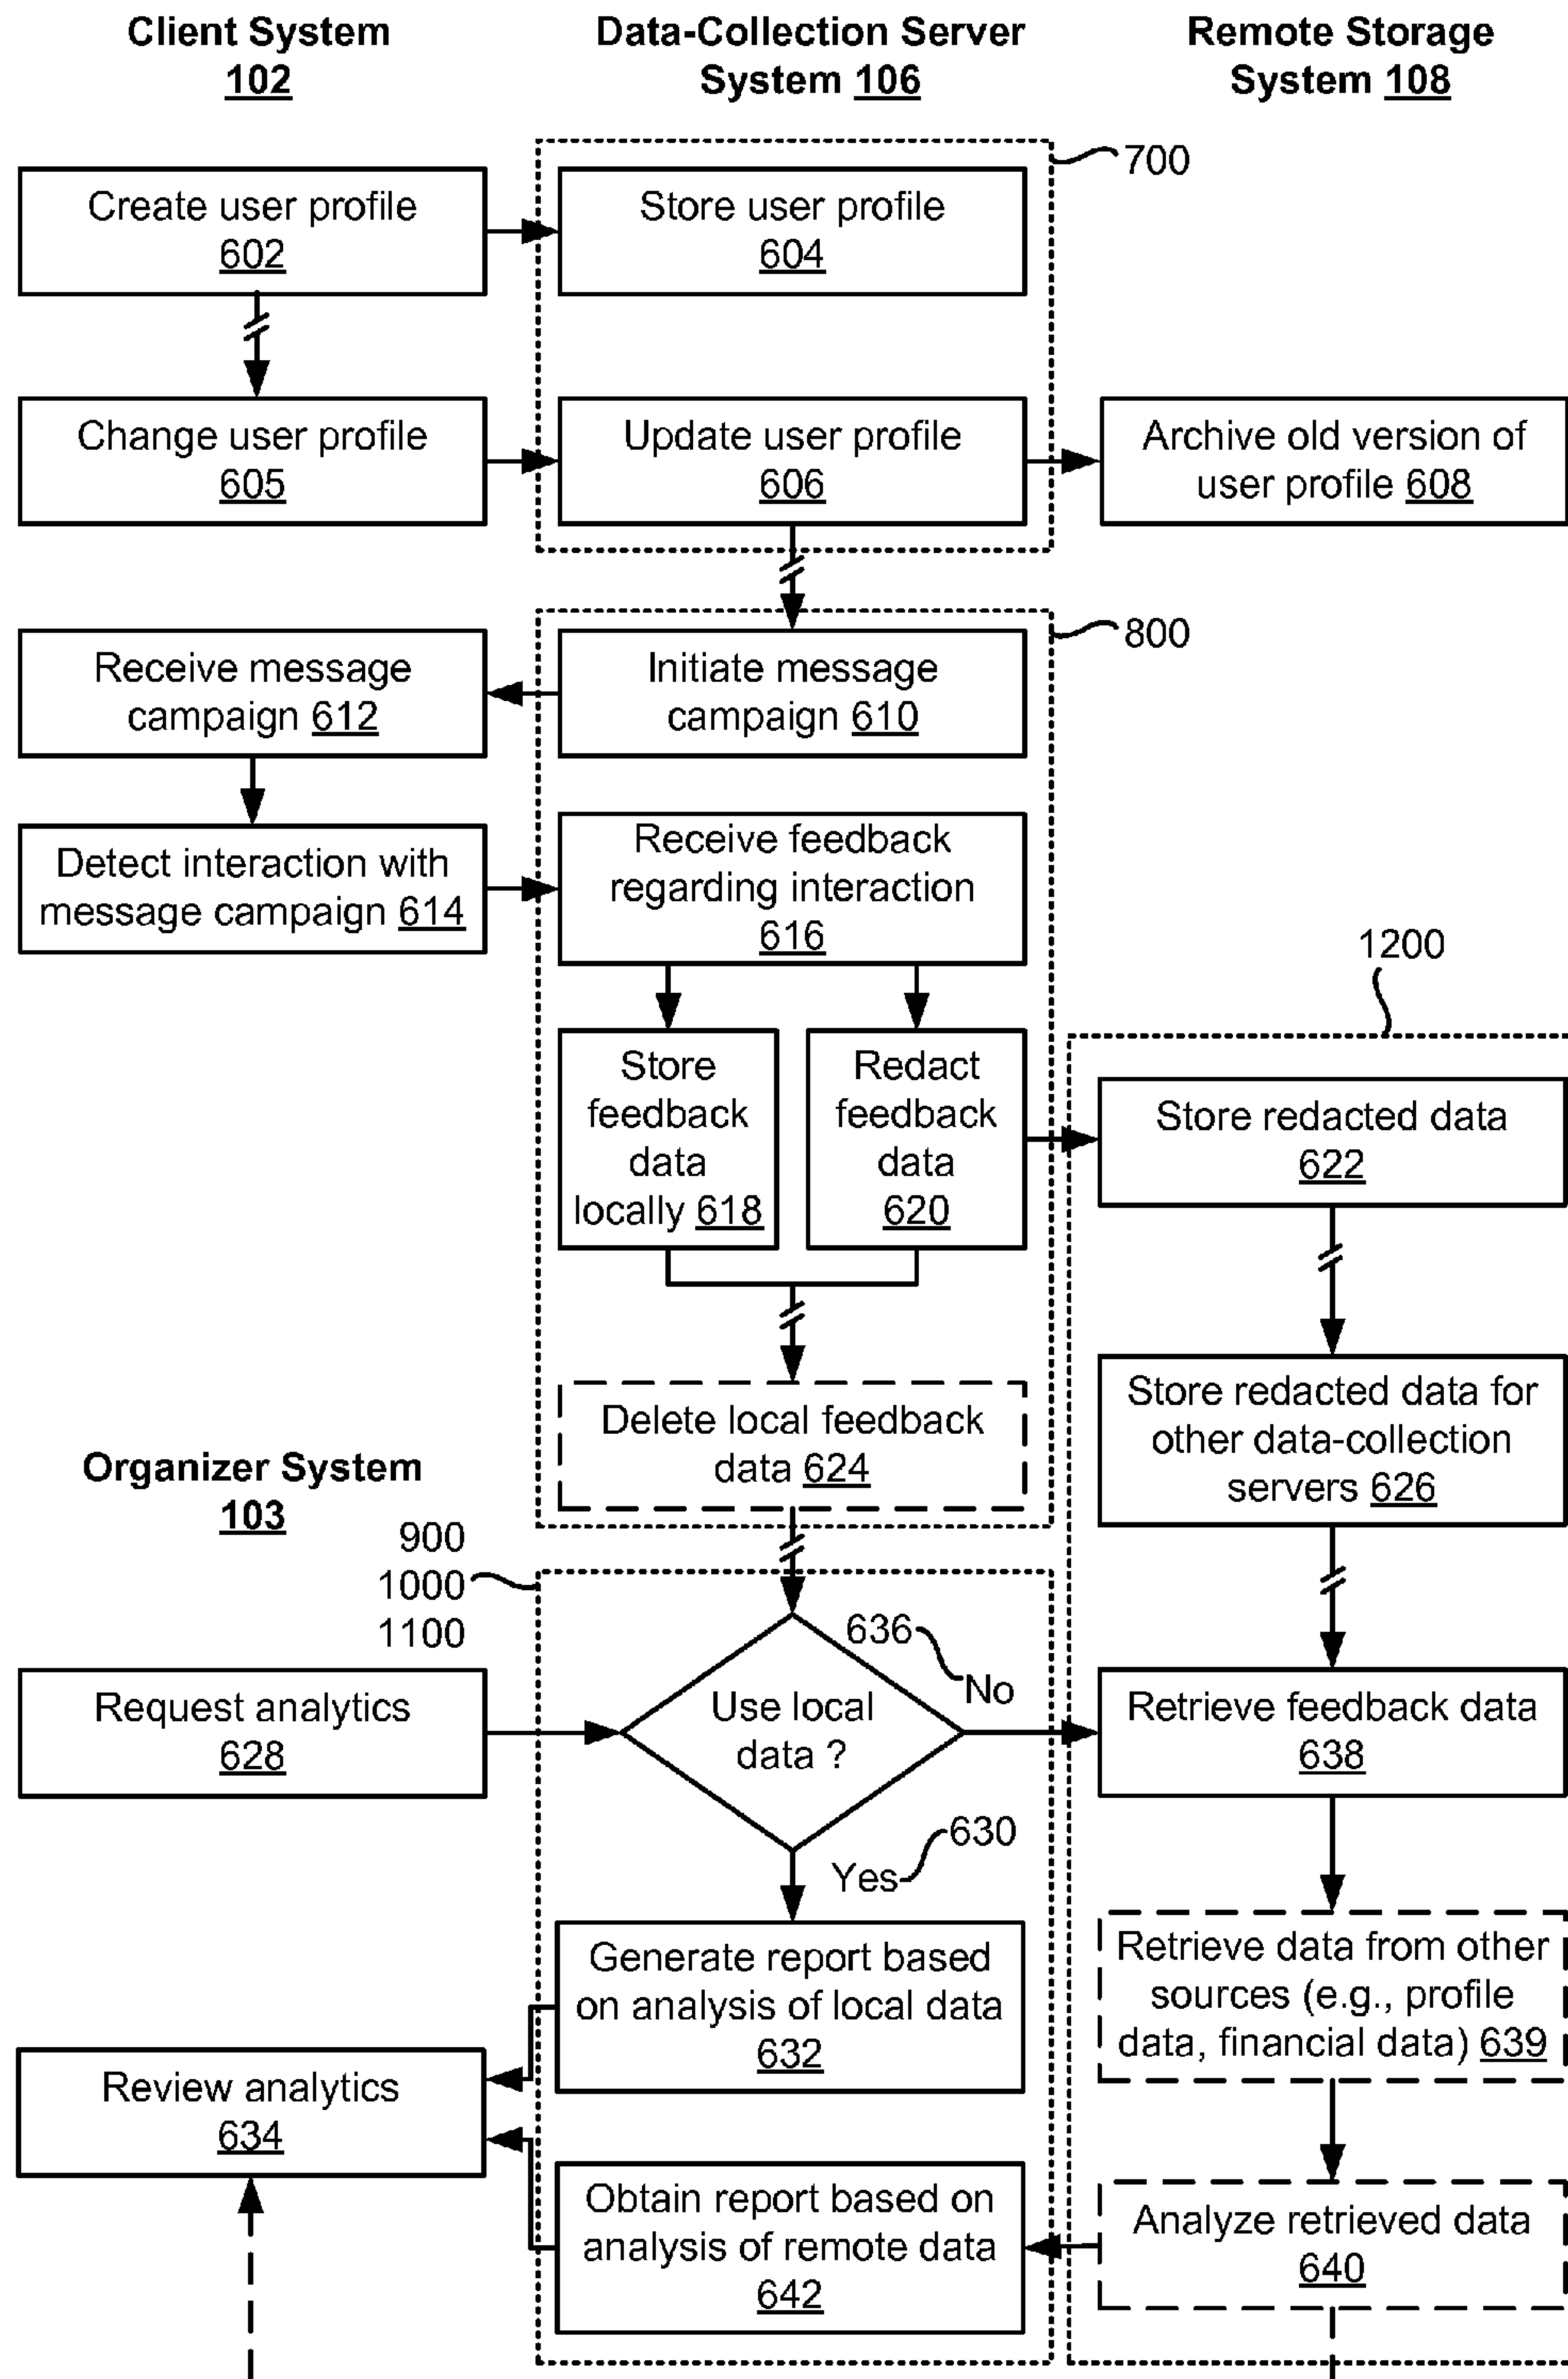 Client System
102
Data-Collection Server
System 106
Remote Storage
System 108
700
Create user profile
602
Store user profile
604
Change user profile
605
Update user profile
606
Archive old version of
user profile 608
800
Receive message
campaign 612
Initiate message
campaign 610
Detect interaction with
message campaign 614
Receive feedback
regarding interaction
616
1200
Store
feedback
data
locally 618
Redact
feedback
data
620
Store redacted data
622
Delete local feedback
data 624
Store redacted data for
other data-collection
servers 626
Organizer System
103
900
1000
1100
636
No
Request analytics
628
Use local
data ?
Retrieve feedback data
638
630
Yes
Generate report based
on analysis of local data
632
Retrieve data from other
sources (e.g., profile
data, financial data) 639
Review analytics
634
Obtain report based on
analysis of remote data
642
Analyze retrieved data
640